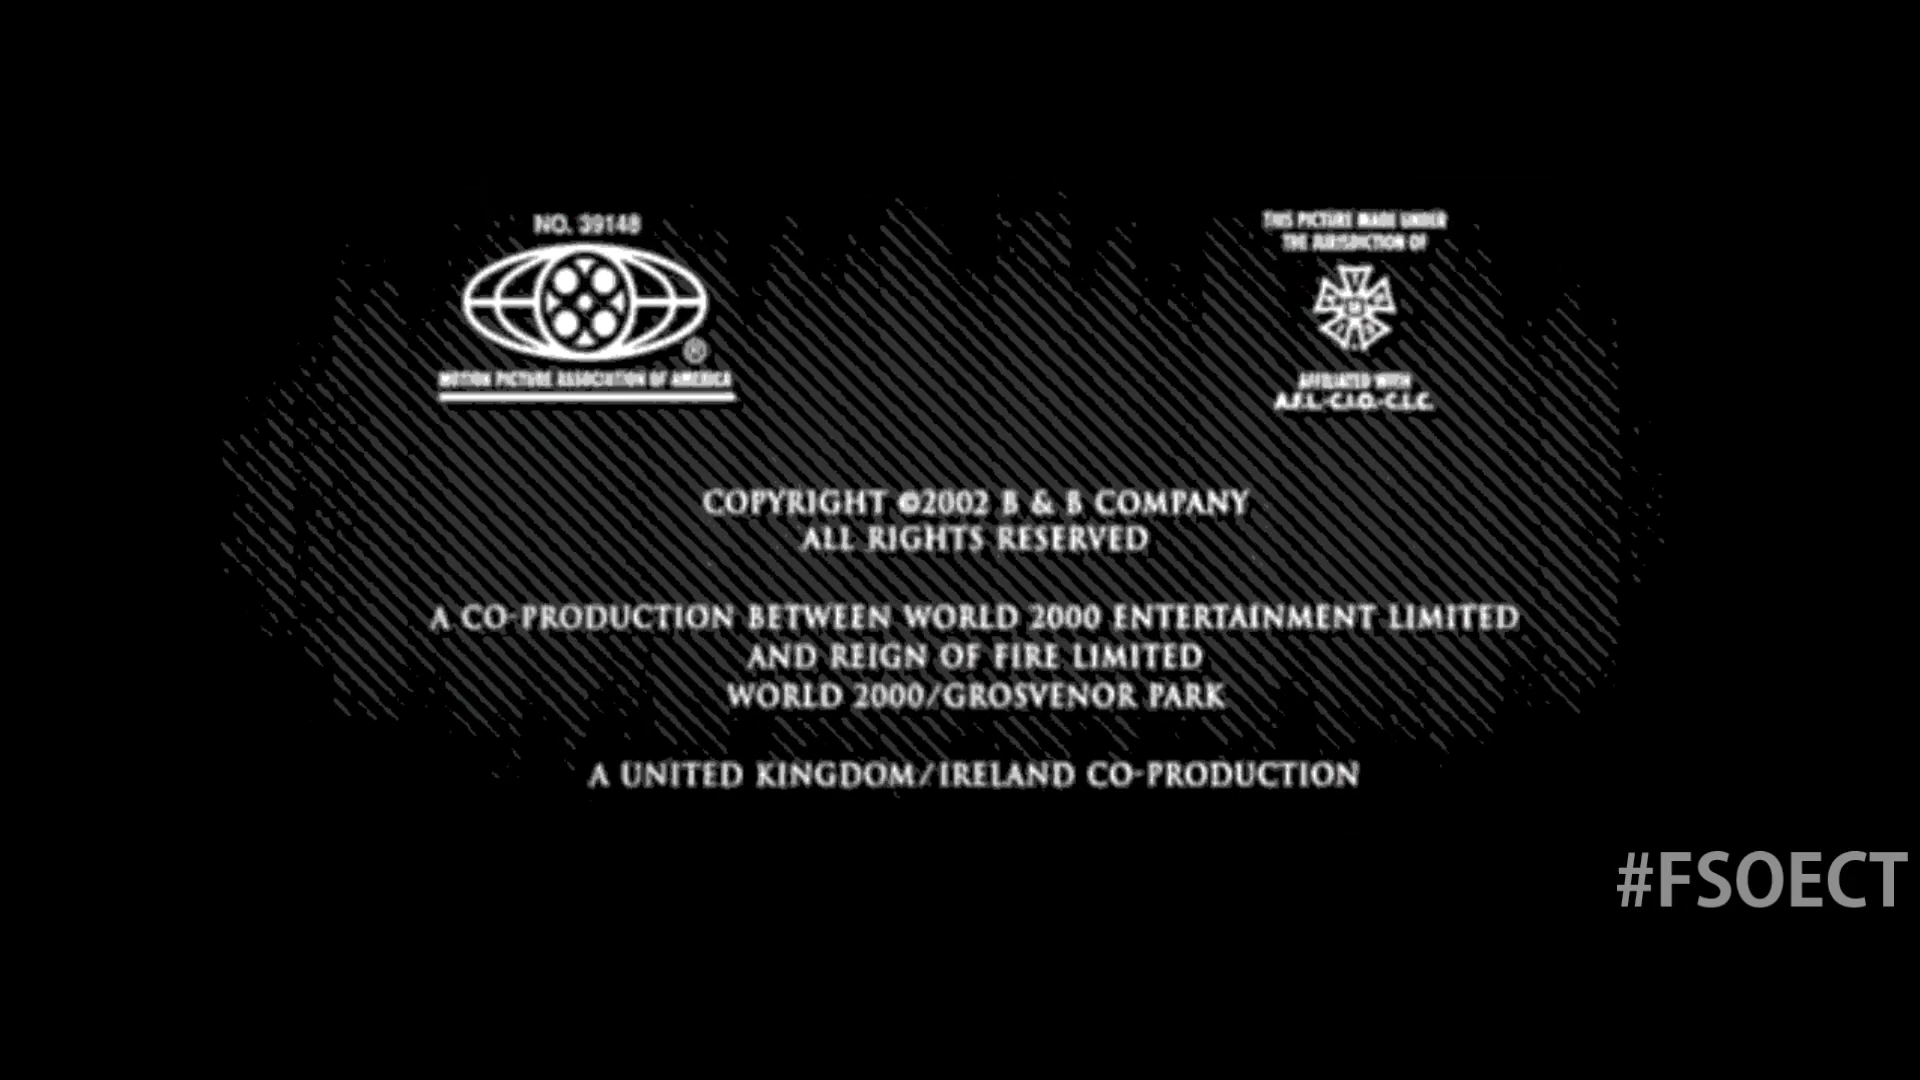 NO. 39148
MOTION PICTURE ASSOCIATION OF AMERICA
®
THIS PICTURE MADE UNDER
THE JURISDICTION OF
AFFILIATED WITH
A.F.L.-C.I.O.-C.L.C.
COPYRIGHT ©2002 B & B COMPANY
ALL RIGHTS RESERVED
A CO-PRODUCTION BETWEEN WORLD 2000 ENTERTAINMENT LIMITED
AND REIGN OF FIRE LIMITED
WORLD 2000/GROSVENOR PARK
A UNITED KINGDOM/IRELAND CO-PRODUCTION
#FSOECT